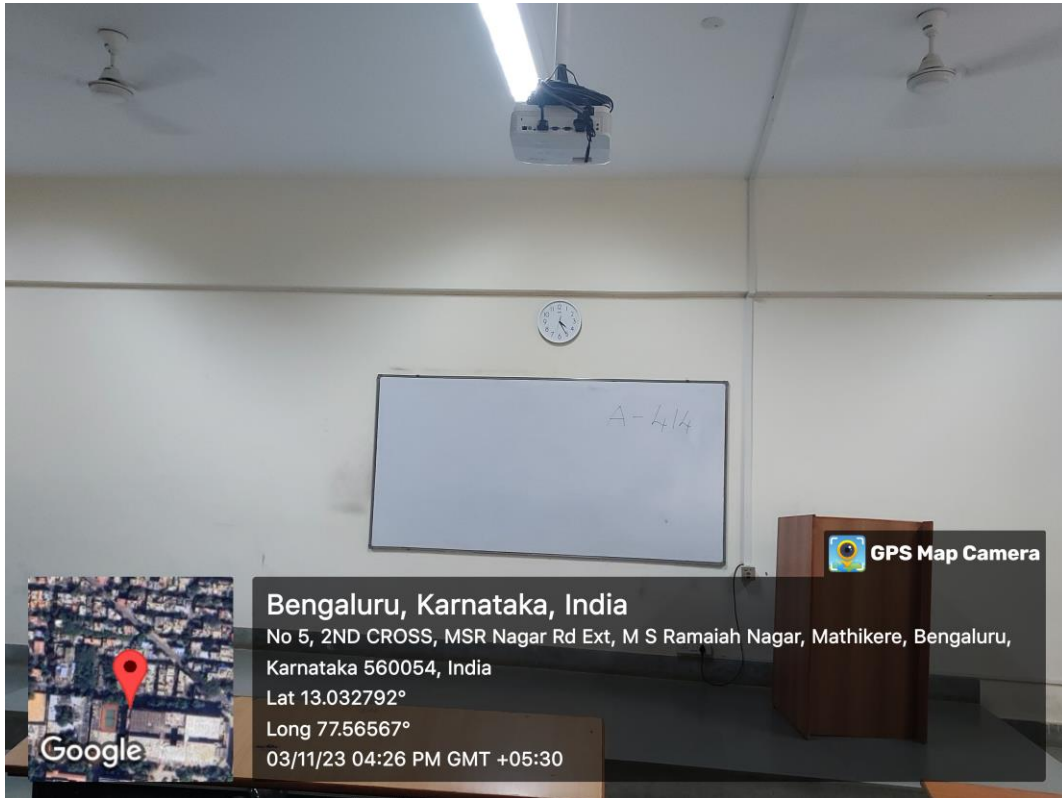 A-414
GPS Map Camera
Bengaluru, Karnataka, India
No 5, 2ND CROSS, MSR Nagar Rd Ext, M S Ramaiah Nagar, Mathikere, Bengaluru,
Karnataka 560054, India
Lat 13.032792°
Long 77.56567°
03/11/23 04:26 PM GMT +05:30
Google